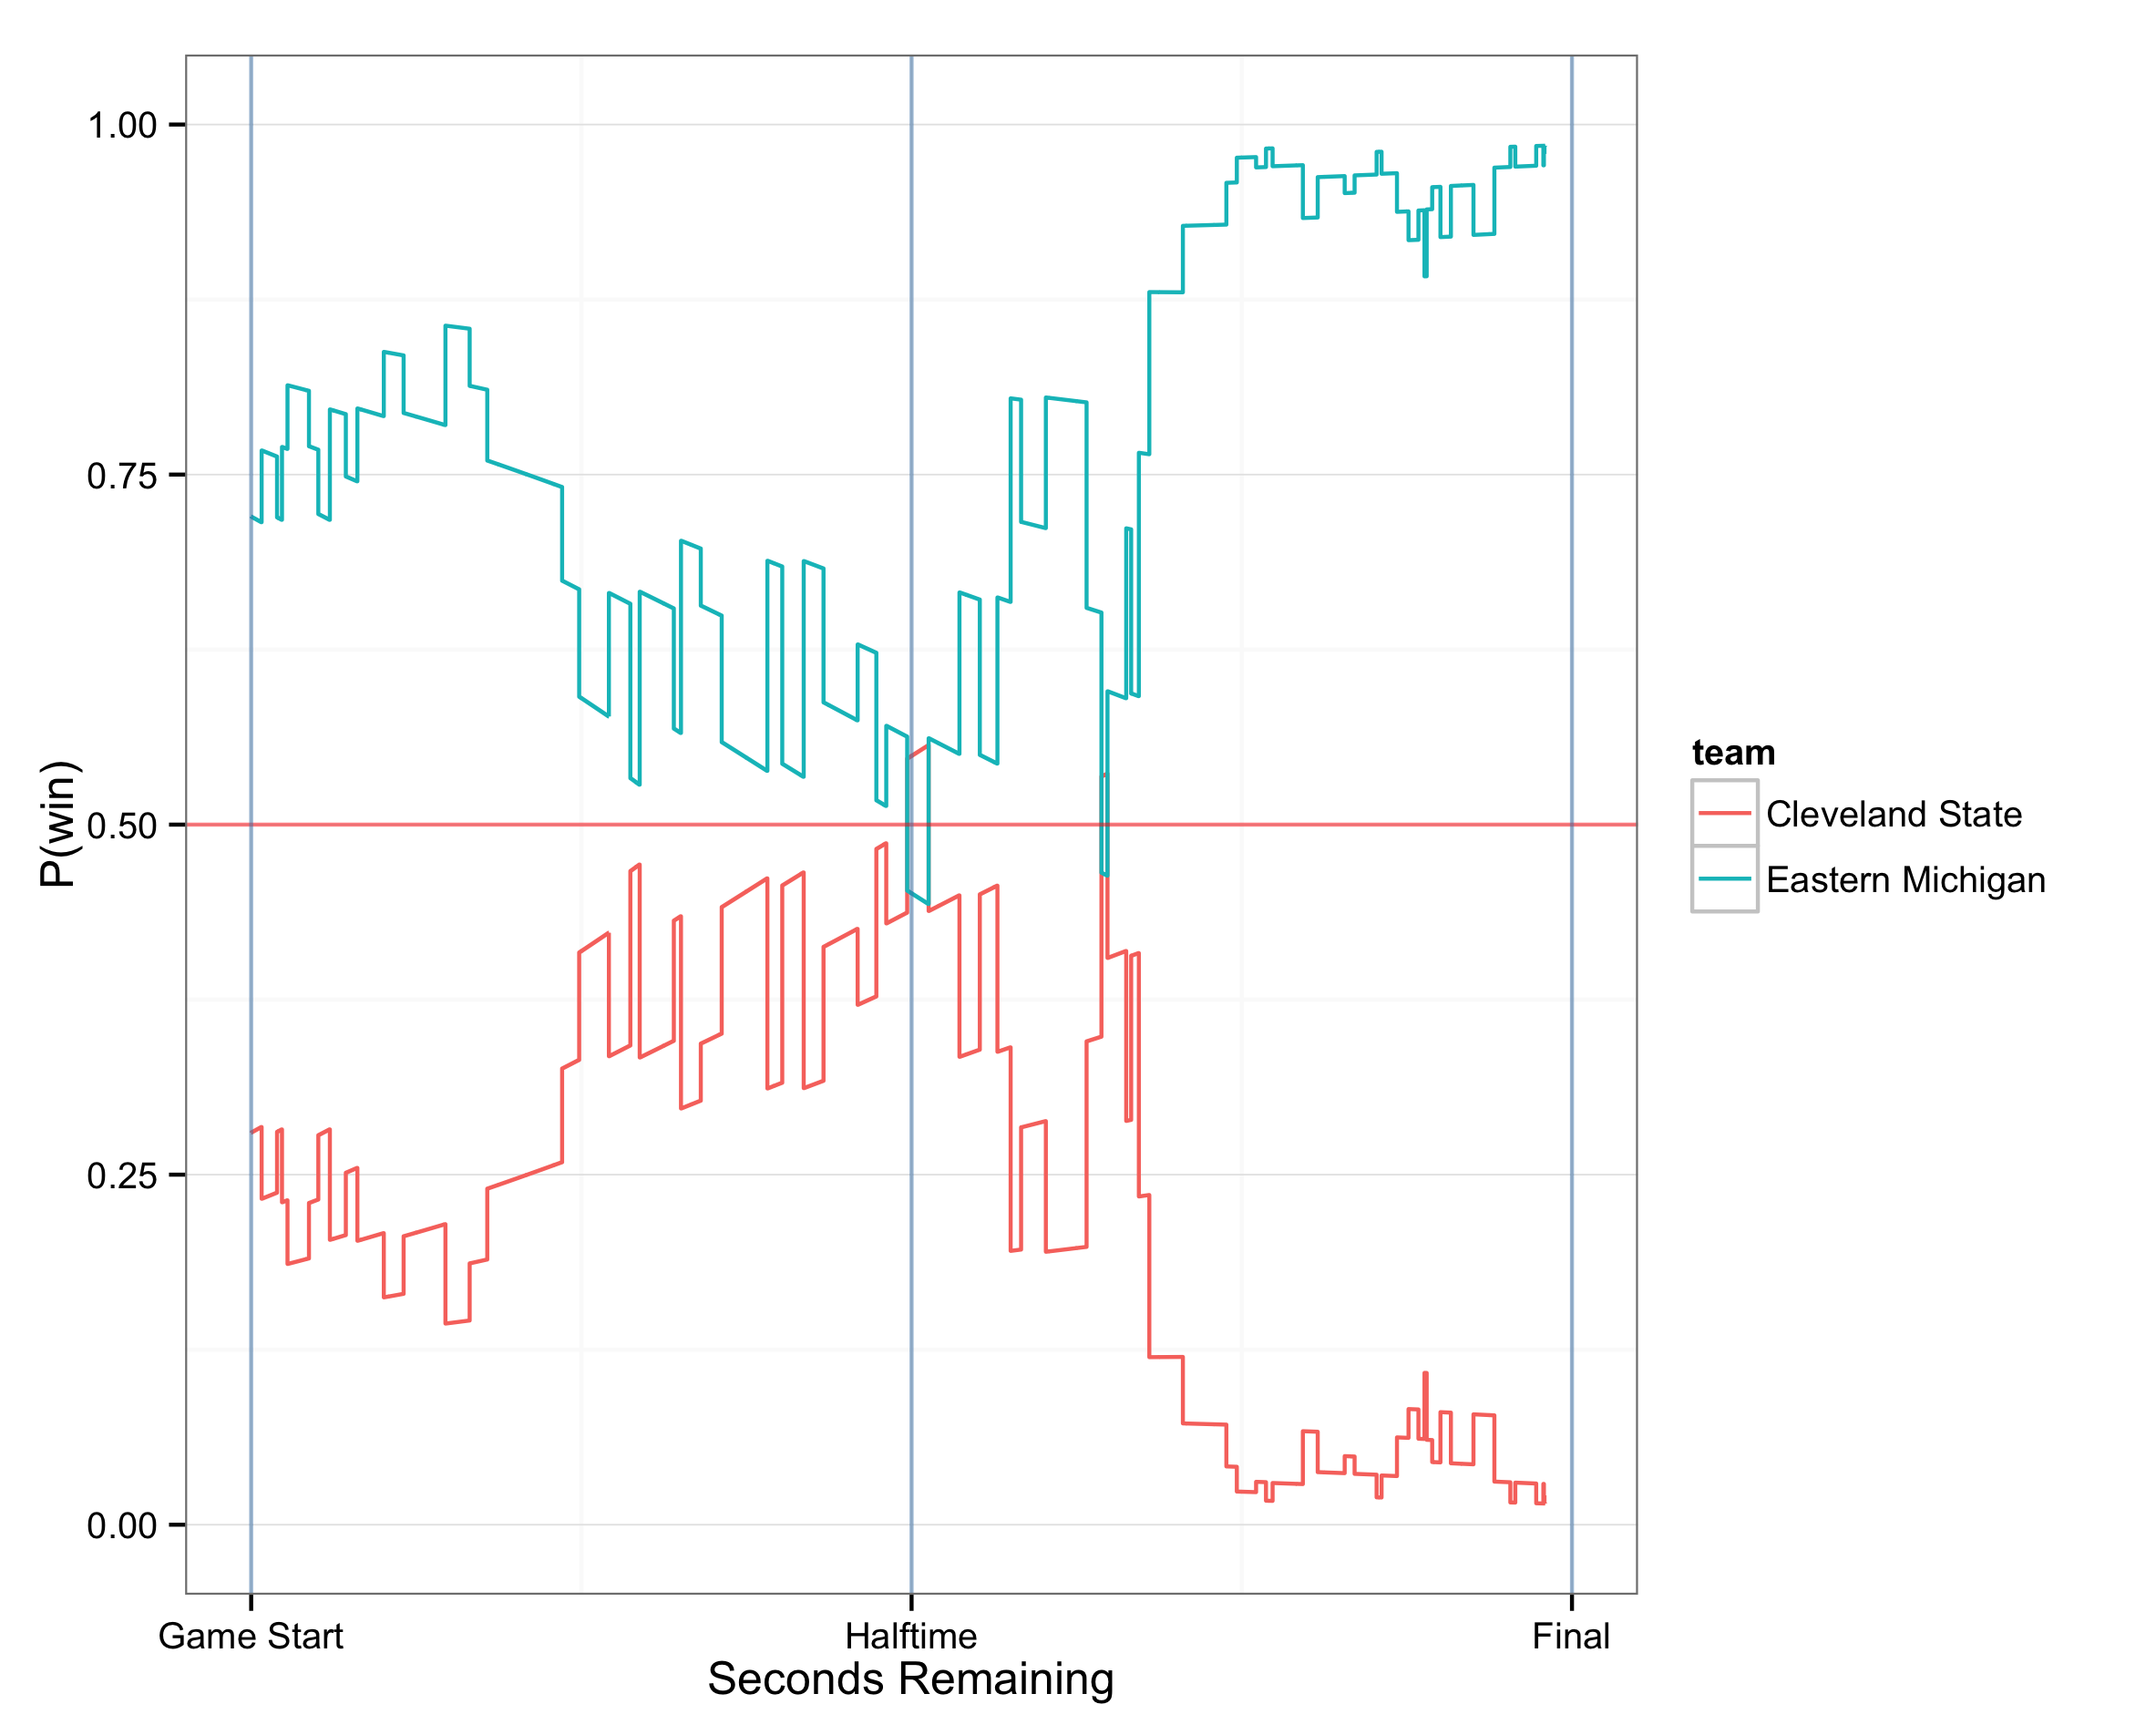 1.00
0.75
0.50
0.25
0.00
P(win)
Game Start
Halftime
Final
Seconds Remaining
team
Cleveland State
Eastern Michigan